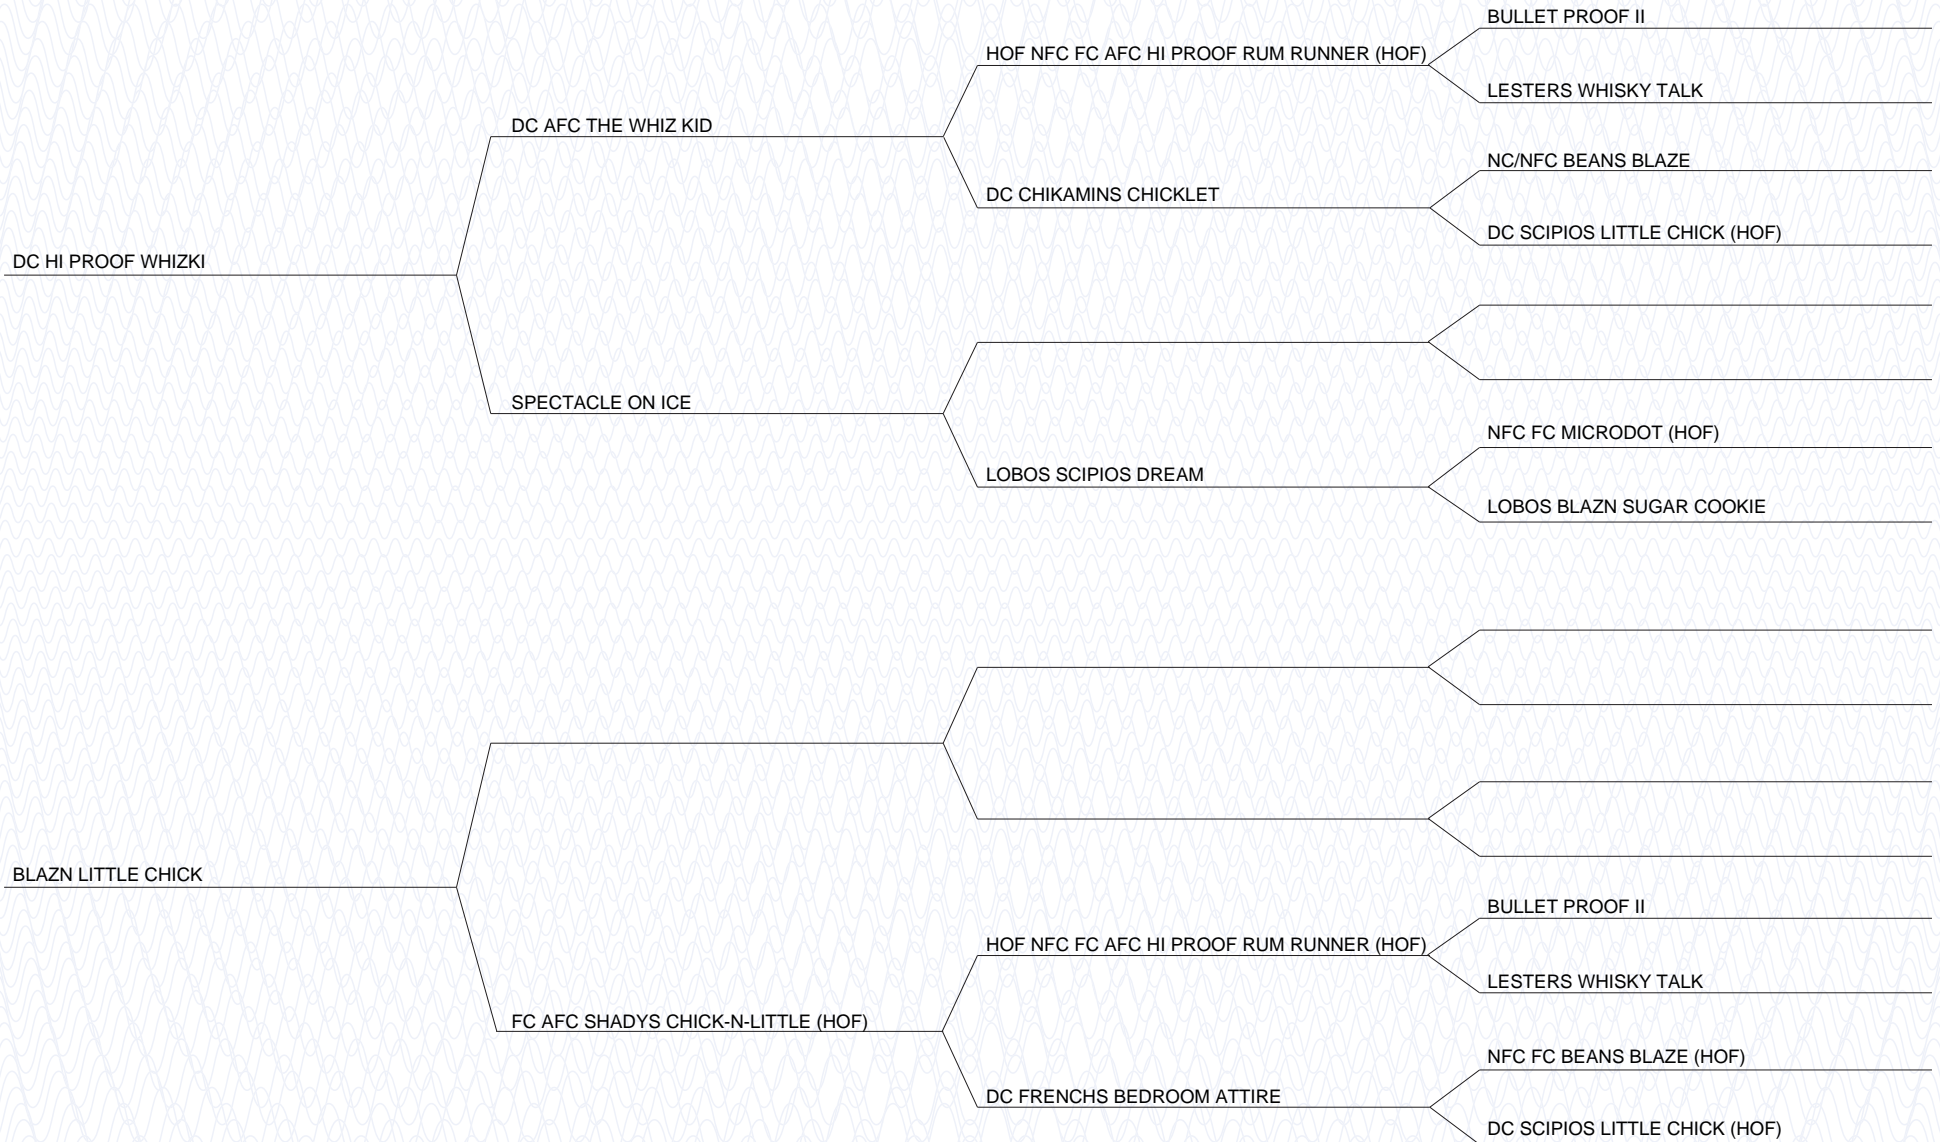 BULLET PROOF II
HOF NFC FC AFC HI PROOF RUM RUNNER (HOF)
LESTERS WHISKY TALK
DC AFC THE WHIZ KID
NC/NFC BEANS BLAZE
DC CHIKAMINS CHICKLET
DC SCIPIOS LITTLE CHICK (HOF)
DC HI PROOF WHIZKI
SPECTACLE ON ICE
NFC FC MICRODOT (HOF)
LOBOS SCIPIOS DREAM
LOBOS BLAZN SUGAR COOKIE
BLAZN LITTLE CHICK
BULLET PROOF II
HOF NFC FC AFC HI PROOF RUM RUNNER (HOF)
LESTERS WHISKY TALK
FC AFC SHADYS CHICK-N-LITTLE (HOF)
NFC FC BEANS BLAZE (HOF)
DC FRENCHS BEDROOM ATTIRE
DC SCIPIOS LITTLE CHICK (HOF)